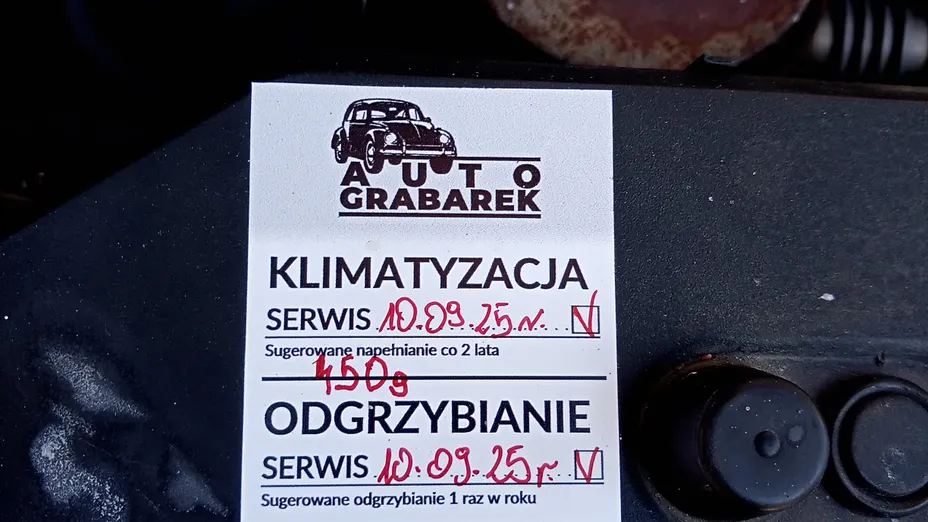 AUTO
GRABAREK
KLIMATYZACJA
SERWIS 10.09.25r.
Sugerowane napełnianie co 2 lata
450g
ODGRZYBIANIE
SERWIS 10.09.25r.
Sugerowane odgrzybianie 1 raz w roku